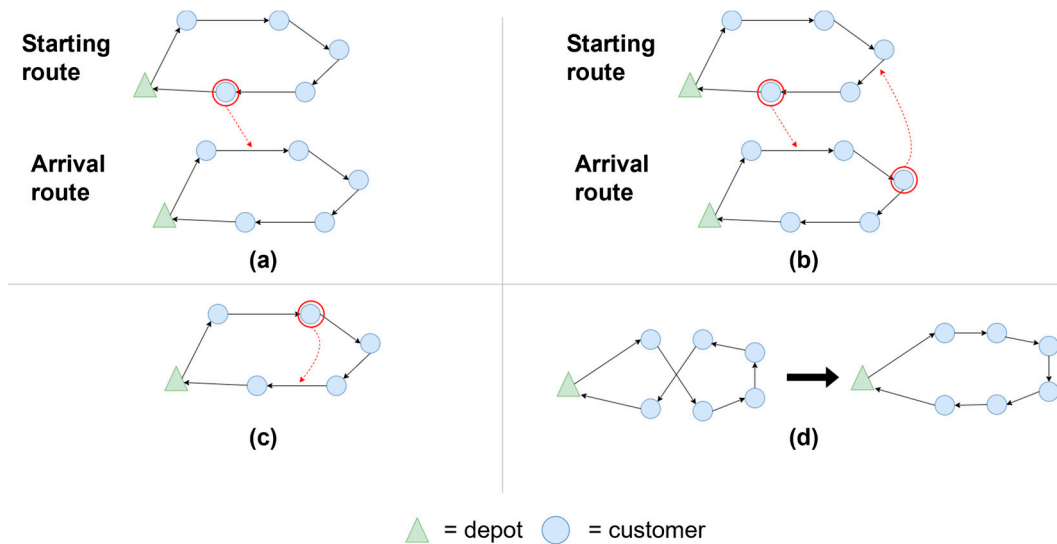 Starting
route
Arrival
route
(a)
Starting
route
Arrival
route
(b)
(c)
(d)
= depot
= customer